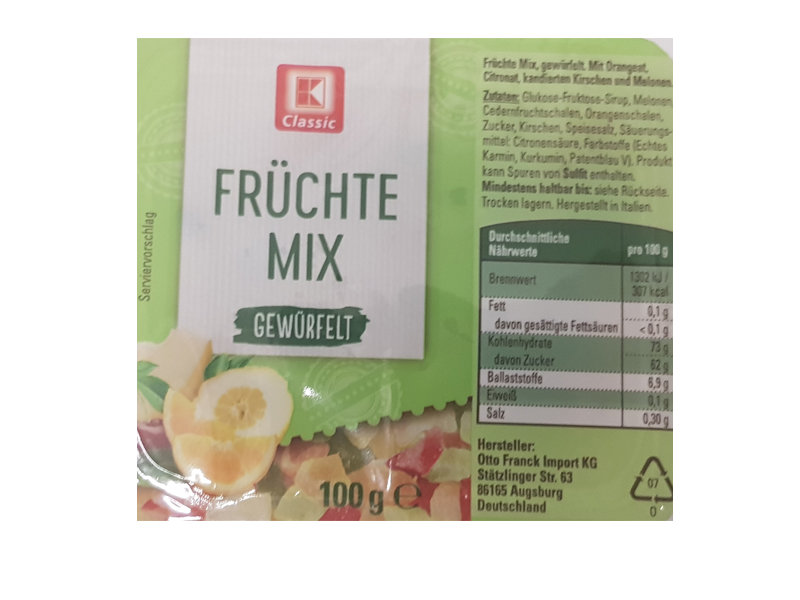 K
Classic
FRÜCHTE
MIX
GEWÜRFELT
Serviervorschlag
100 g ℮
Früchte Mix, gewürfelt. Mit Orangeat,
Citronat, kandierten Kirschen und Melonen.
Zutaten: Glukose-Fruktose-Sirup, Melonen,
Cedernfruchtschalen, Orangenschalen,
Zucker, Kirschen, Speisesalz, Säuerungs-
mittel: Citronensäure, Farbstoffe (Echtes
Karmin, Kurkumin, Patentblau V). Produkt
kann Spuren von Sulfit enthalten.
Mindestens haltbar bis: siehe Rückseite.
Trocken lagern. Hergestellt in Italien.
Durchschnittliche
Nährwerte pro 100 g
Brennwert 1302 kJ /
307 kcal
Fett 0,1 g
davon gesättigte Fettsäuren < 0,1 g
Kohlenhydrate 73 g
davon Zucker 62 g
Ballaststoffe 6,9 g
Eiweiß 0,1 g
Salz 0,30 g
Hersteller:
Otto Franck Import KG
Stätzlinger Str. 63
86165 Augsburg
Deutschland
07
0